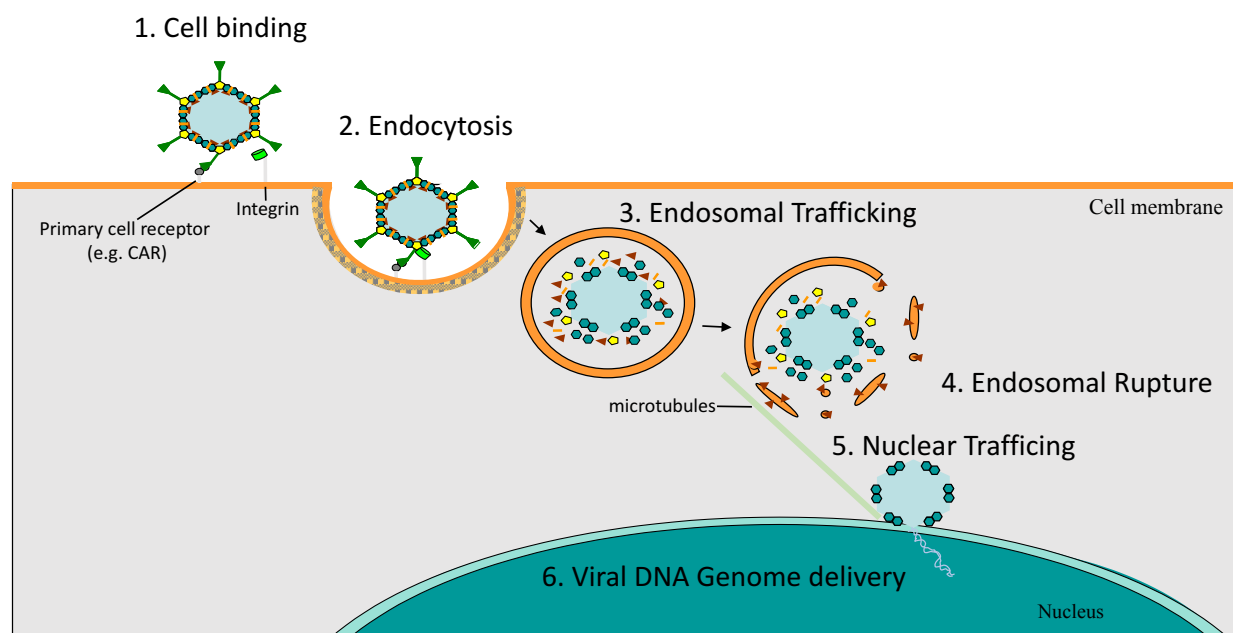 1. Cell binding
2. Endocytosis
Primary cell receptor
(e.g. CAR)
Integrin
3. Endosomal Trafficking
Cell membrane
4. Endosomal Rupture
microtubules
5. Nuclear Trafficing
6. Viral DNA Genome delivery
Nucleus